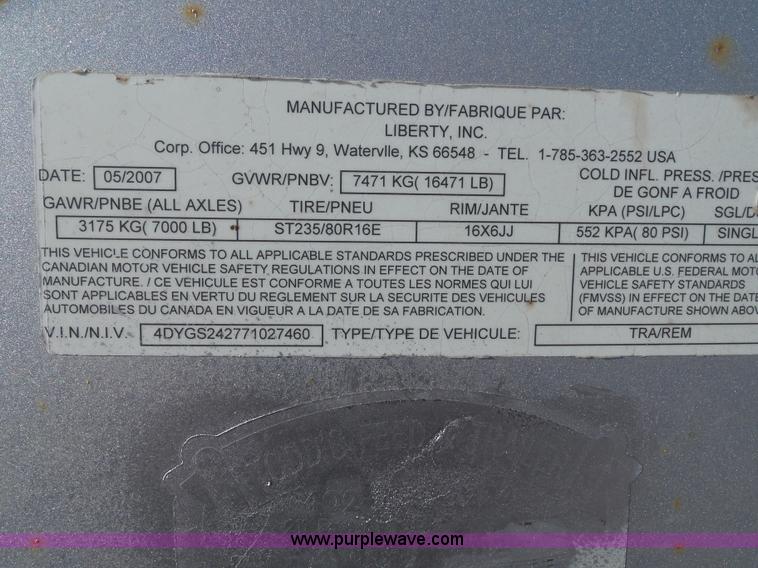 MANUFACTURED BY/FABRIQUE PAR:
LIBERTY, INC.
Corp. Office: 451 Hwy 9, Watervlle, KS 66548 - TEL. 1-785-363-2552 USA
DATE: 05/2007 GVWR/PNBV: 7471 KG( 16471 LB) COLD INFL. PRESS. /PRES
DE GONF A FROID
GAWR/PNBE (ALL AXLES) TIRE/PNEU RIM/JANTE KPA (PSI/LPC) SGL/D
3175 KG( 7000 LB) ST235/80R16E 16X6JJ 552 KPA( 80 PSI) SINGL
THIS VEHICLE CONFORMS TO ALL APPLICABLE STANDARDS PRESCRIBED UNDER THE
CANADIAN MOTOR VEHICLE SAFETY REGULATIONS IN EFFECT ON THE DATE OF
MANUFACTURE. / CE VEHICULE EST CONFORME A TOUTES LES NORMES QUI LUI
SONT APPLICABLES EN VERTU DU REGLEMENT SUR LA SECURITE DES VEHICULES
AUTOMOBILES DU CANADA EN VIGUEUR A LA DATE DE SA FABRICATION.
THIS VEHICLE CONFORMS TO AL
APPLICABLE U.S. FEDERAL MOT
VEHICLE SAFETY STANDARDS
(FMVSS) IN EFFECT ON THE DATE
OF MANUFACTURE SHOWN ABOV
V.I.N./N.I.V. 4DYGS242771027460 TYPE/TYPE DE VEHICULE: TRA/REM
www.purplewave.com